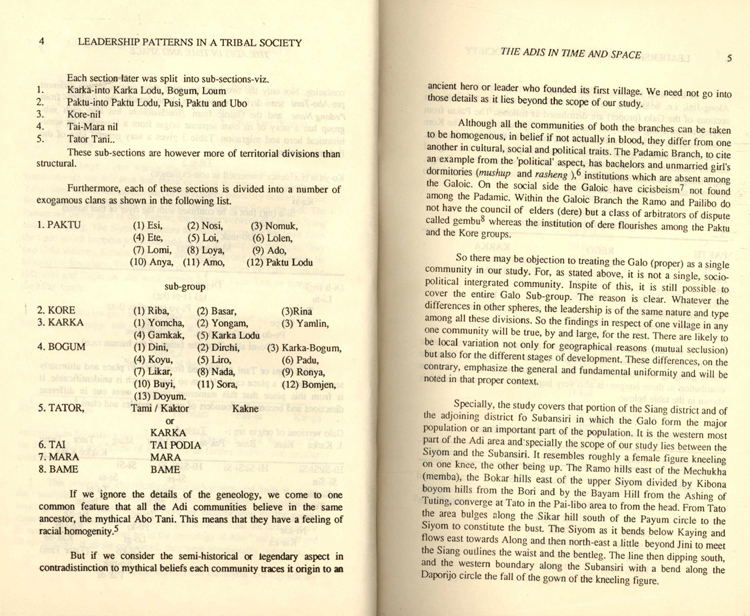 4 LEADERSHIP PATTERNS IN A TRIBAL SOCIETY
Each section later was split into sub-sections-viz.
1. Karka-into Karka Lodu, Bogum, Loum
2. Paktu-into Paktu Lodu, Pusi, Paktu and Ubo
3. Kore-nil
4. Tai-Mara nil
5. Tator Tani..
These sub-sections are however more of territorial divisions than
structural.
Furthermore, each of these sections is divided into a number of
exogamous clans as shown in the following list.
1. PAKTU (1) Esi, (2) Nosi, (3) Nomuk,
(4) Ete, (5) Loi, (6) Lolen,
(7) Lomi, (8) Loya, (9) Ado,
(10) Anya, (11) Amo, (12) Paktu Lodu
sub-group
2. KORE (1) Riba, (2) Basar, (3)Rina
3. KARKA (1) Yomcha, (2) Yongam, (3) Yamlin,
(4) Gamkak, (5) Karka Lodu
4. BOGUM (1) Dini, (2) Dirchi, (3) Karka-Bogum,
(4) Koyu, (5) Liro, (6) Padu,
(7) Likar, (8) Nada, (9) Ronya,
(10) Buyi, (11) Sora, (12) Bomjen,
(13) Doyum.
5. TATOR, Tami / Kaktor Kakne
or
KARKA
6. TAI TAI PODIA
7. MARA MARA
8. BAME BAME
If we ignore the details of the geneology, we come to one
common feature that all the Adi communities believe in the same
ancestor, the mythical Abo Tani. This means that they have a feeling of
racial homogenity.5
But if we consider the semi-historical or legendary aspect in
contradistinction to mythical beliefs each community traces it origin to an
THE ADIS IN TIME AND SPACE 5
ancient hero or leader who founded its first village. We need not go into
those details as it lies beyond the scope of our study.
Although all the communities of both the branches can be taken
to be homogenous, in belief if not actually in blood, they differ from one
another in cultural, social and political traits. The Padamic Branch, to cite
an example from the 'political' aspect, has bachelors and unmarried girl's
dormitories (mushup and rasheng ),6 institutions which are absent among
the Galoic. On the social side the Galoic have cicisbeism7 not found
among the Padamic. Within the Galoic Branch the Ramo and Pailibo do
not have the council of elders (dere) but a class of arbitrators of dispute
called gembu8 whereas the institution of dere flourishes among the Paktu
and the Kore groups.
So there may be objection to treating the Galo (proper) as a single
community in our study. For, as stated above, it is not a single, socio-
political intergrated community. Inspite of this, it is still possible to
cover the entire Galo Sub-group. The reason is clear. Whatever the
differences in other spheres, the leadership is of the same nature and type
among all these divisions. So the findings in respect of one village in any
one community will be true, by and large, for the rest. There are likely to
be local variation not only for geographical reasons (mutual seclusion)
but also for the different stages of development. These differences, on the
contrary, emphasize the general and fundamental uniformity and will be
noted in that proper context.
Specially, the study covers that portion of the Siang district and of
the adjoining district fo Subansiri in which the Galo form the major
population or an important part of the population. It is the western most
part of the Adi area and specially the scope of our study lies between the
Siyom and the Subansiri. It resembles roughly a female figure kneeling
on one knee, the other being up. The Ramo hills east of the Mechukha
(memba), the Bokar hills east of the upper Siyom divided by Kibona
boyom hills from the Bori and by the Bayam Hill from the Ashing of
Tuting, converge at Tato in the Pai-libo area to from the head. From Tato
the area bulges along the Sikar hill south of the Payum circle to the
Siyom to constitute the bust. The Siyom as it bends below Kaying and
flows east towards Along and then north-east a little beyond Jini to meet
the Siang outlines the waist and the bentleg. The line then dipping south,
and the western boundary along the Subansiri with a bend along the
Daporijo circle the fall of the gown of the kneeling figure.